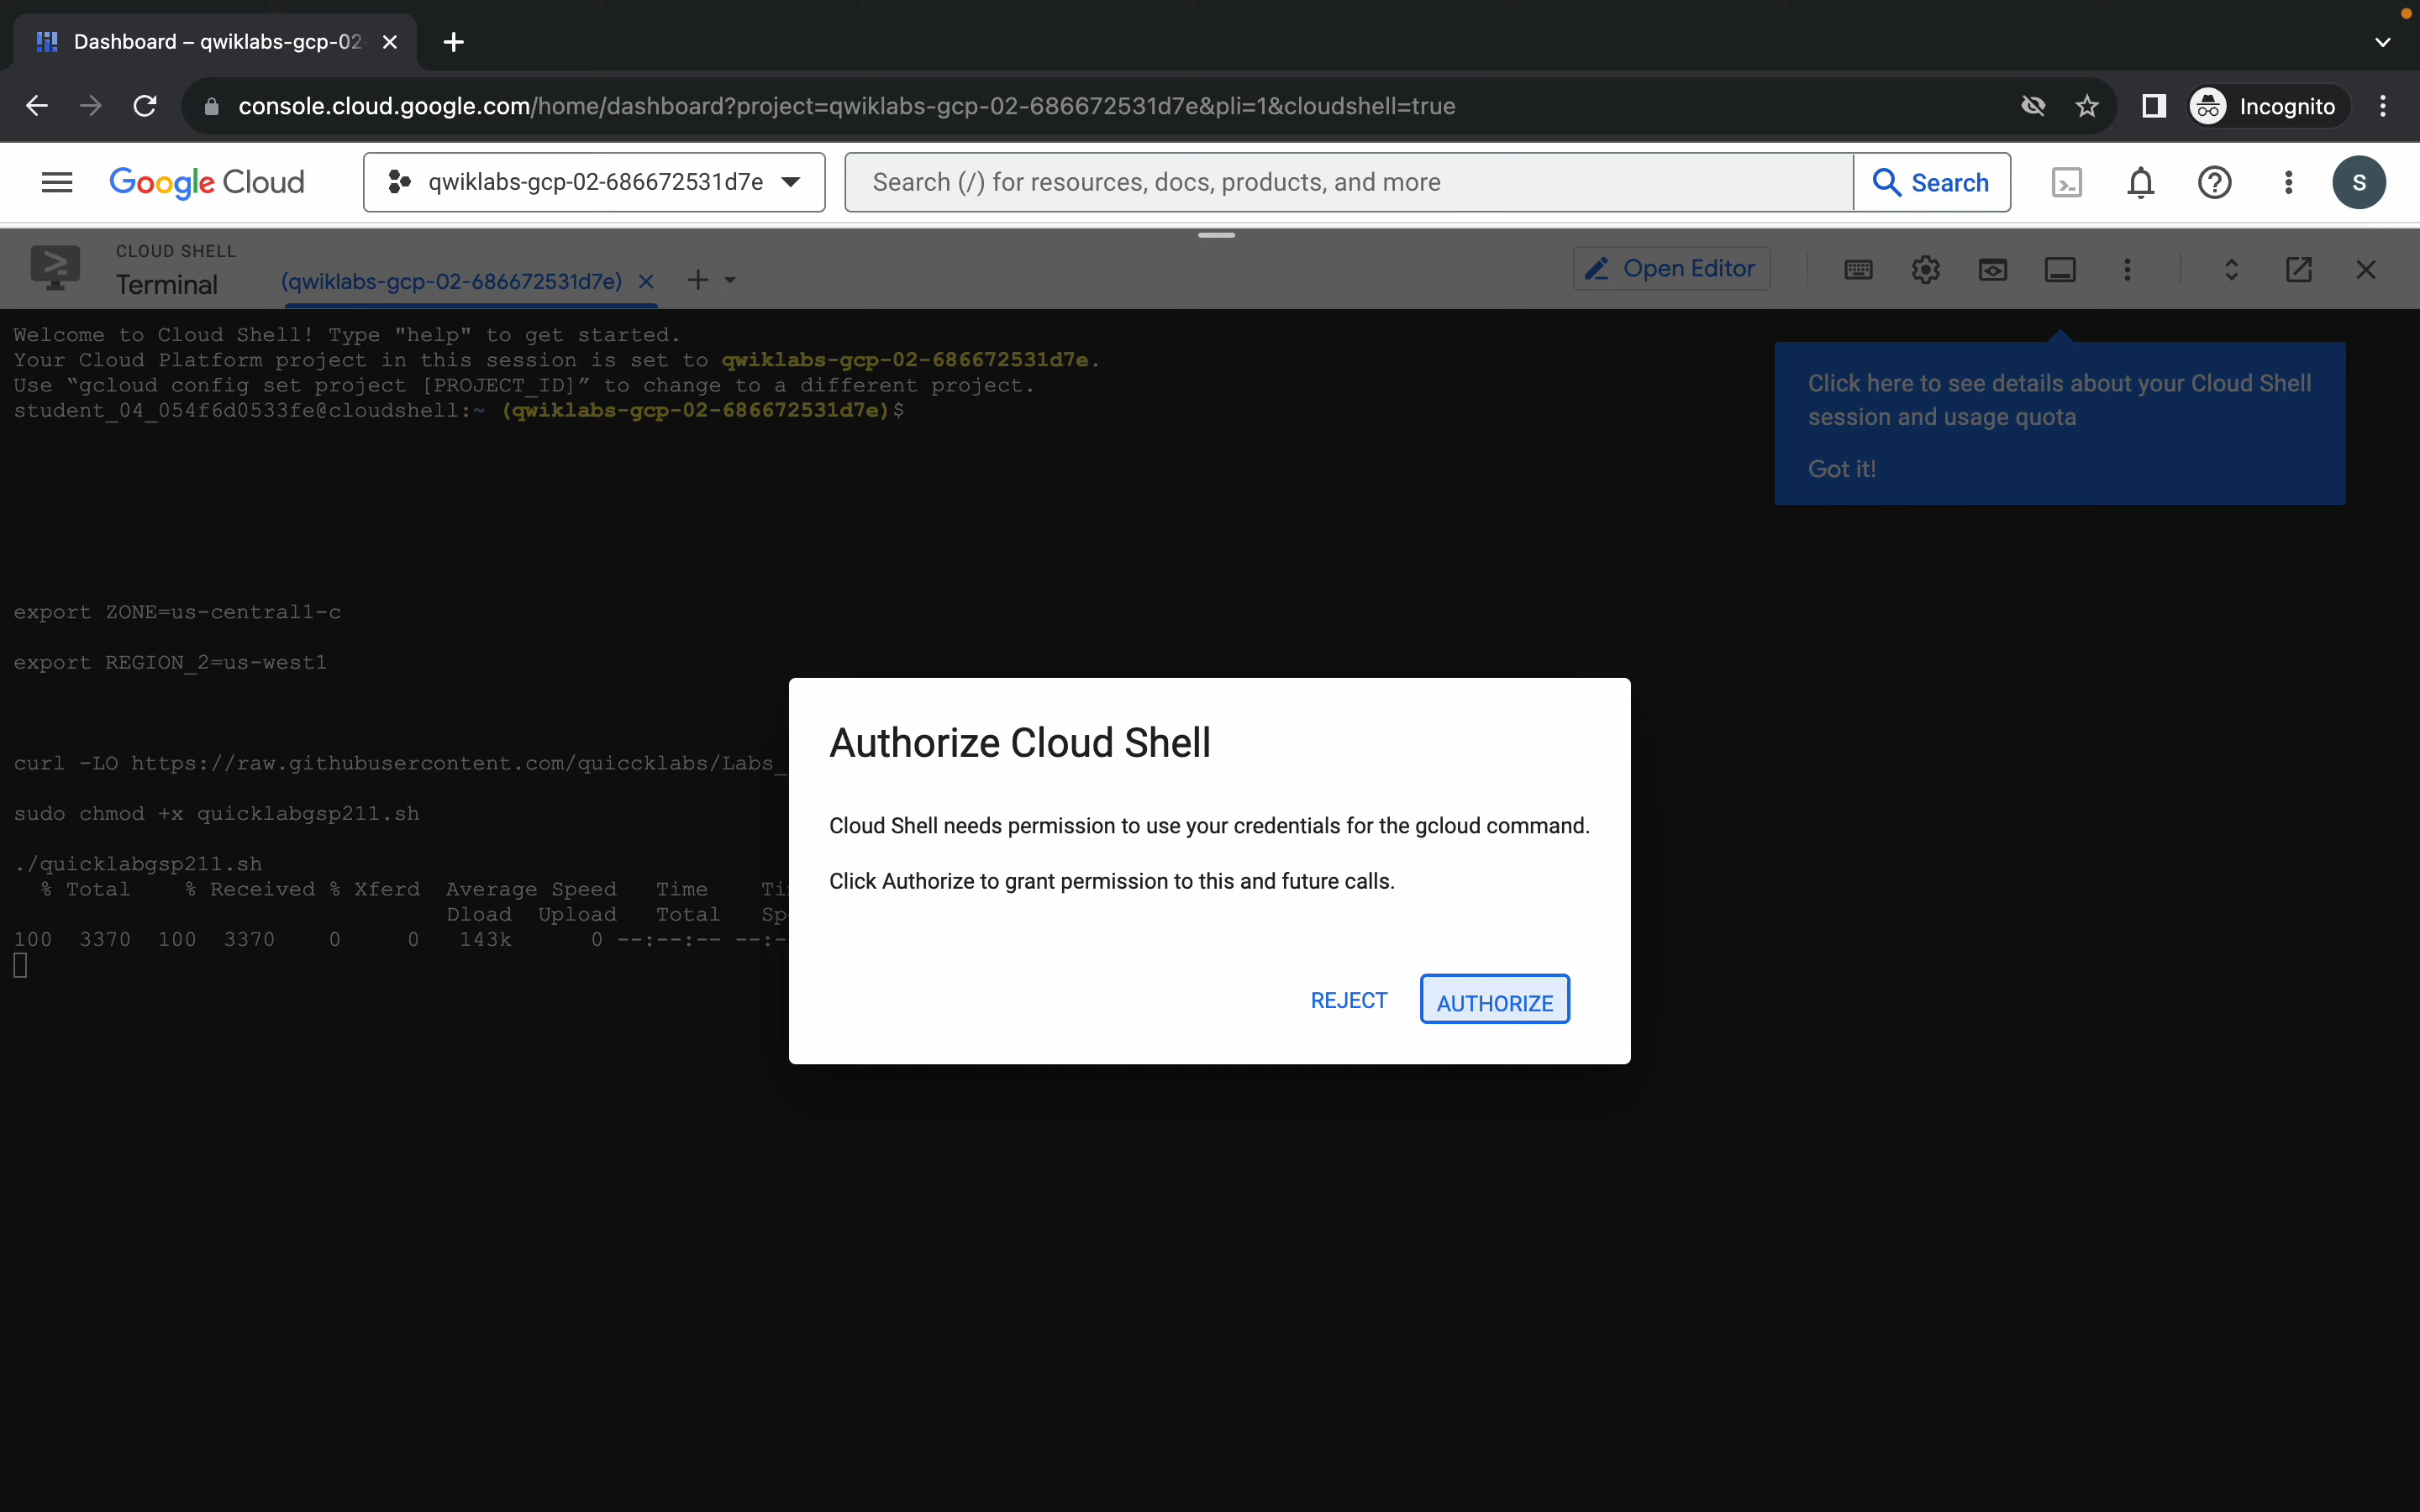 Dashboard – qwiklabs-gcp-02-
console.cloud.google.com/home/dashboard?project=qwiklabs-gcp-02-686672531d7e&pli=1&cloudshell=true
Incognito
Google Cloud
qwiklabs-gcp-02-686672531d7e
Search (/) for resources, docs, products, and more
Search
S
CLOUD SHELL
Terminal
(qwiklabs-gcp-02-686672531d7e)
Open Editor
Welcome to Cloud Shell! Type "help" to get started.
Your Cloud Platform project in this session is set to qwiklabs-gcp-02-686672531d7e.
Use “gcloud config set project [PROJECT_ID]” to change to a different project.
student_04_054f6d0533fe@cloudshell:~ (qwiklabs-gcp-02-686672531d7e)$
Click here to see details about your Cloud Shell
session and usage quota
Got it!
export ZONE=us-central1-c
export REGION_2=us-west1
curl -LO https://raw.githubusercontent.com/quiccklabs/Labs_
sudo chmod +x quicklabgsp211.sh
./quicklabgsp211.sh
% Total % Received % Xferd Average Speed Time Ti
Dload Upload Total Sp
100 3370 100 3370 0 0 143k 0 --:--:-- --:-
Authorize Cloud Shell
Cloud Shell needs permission to use your credentials for the gcloud command.
Click Authorize to grant permission to this and future calls.
REJECT
AUTHORIZE